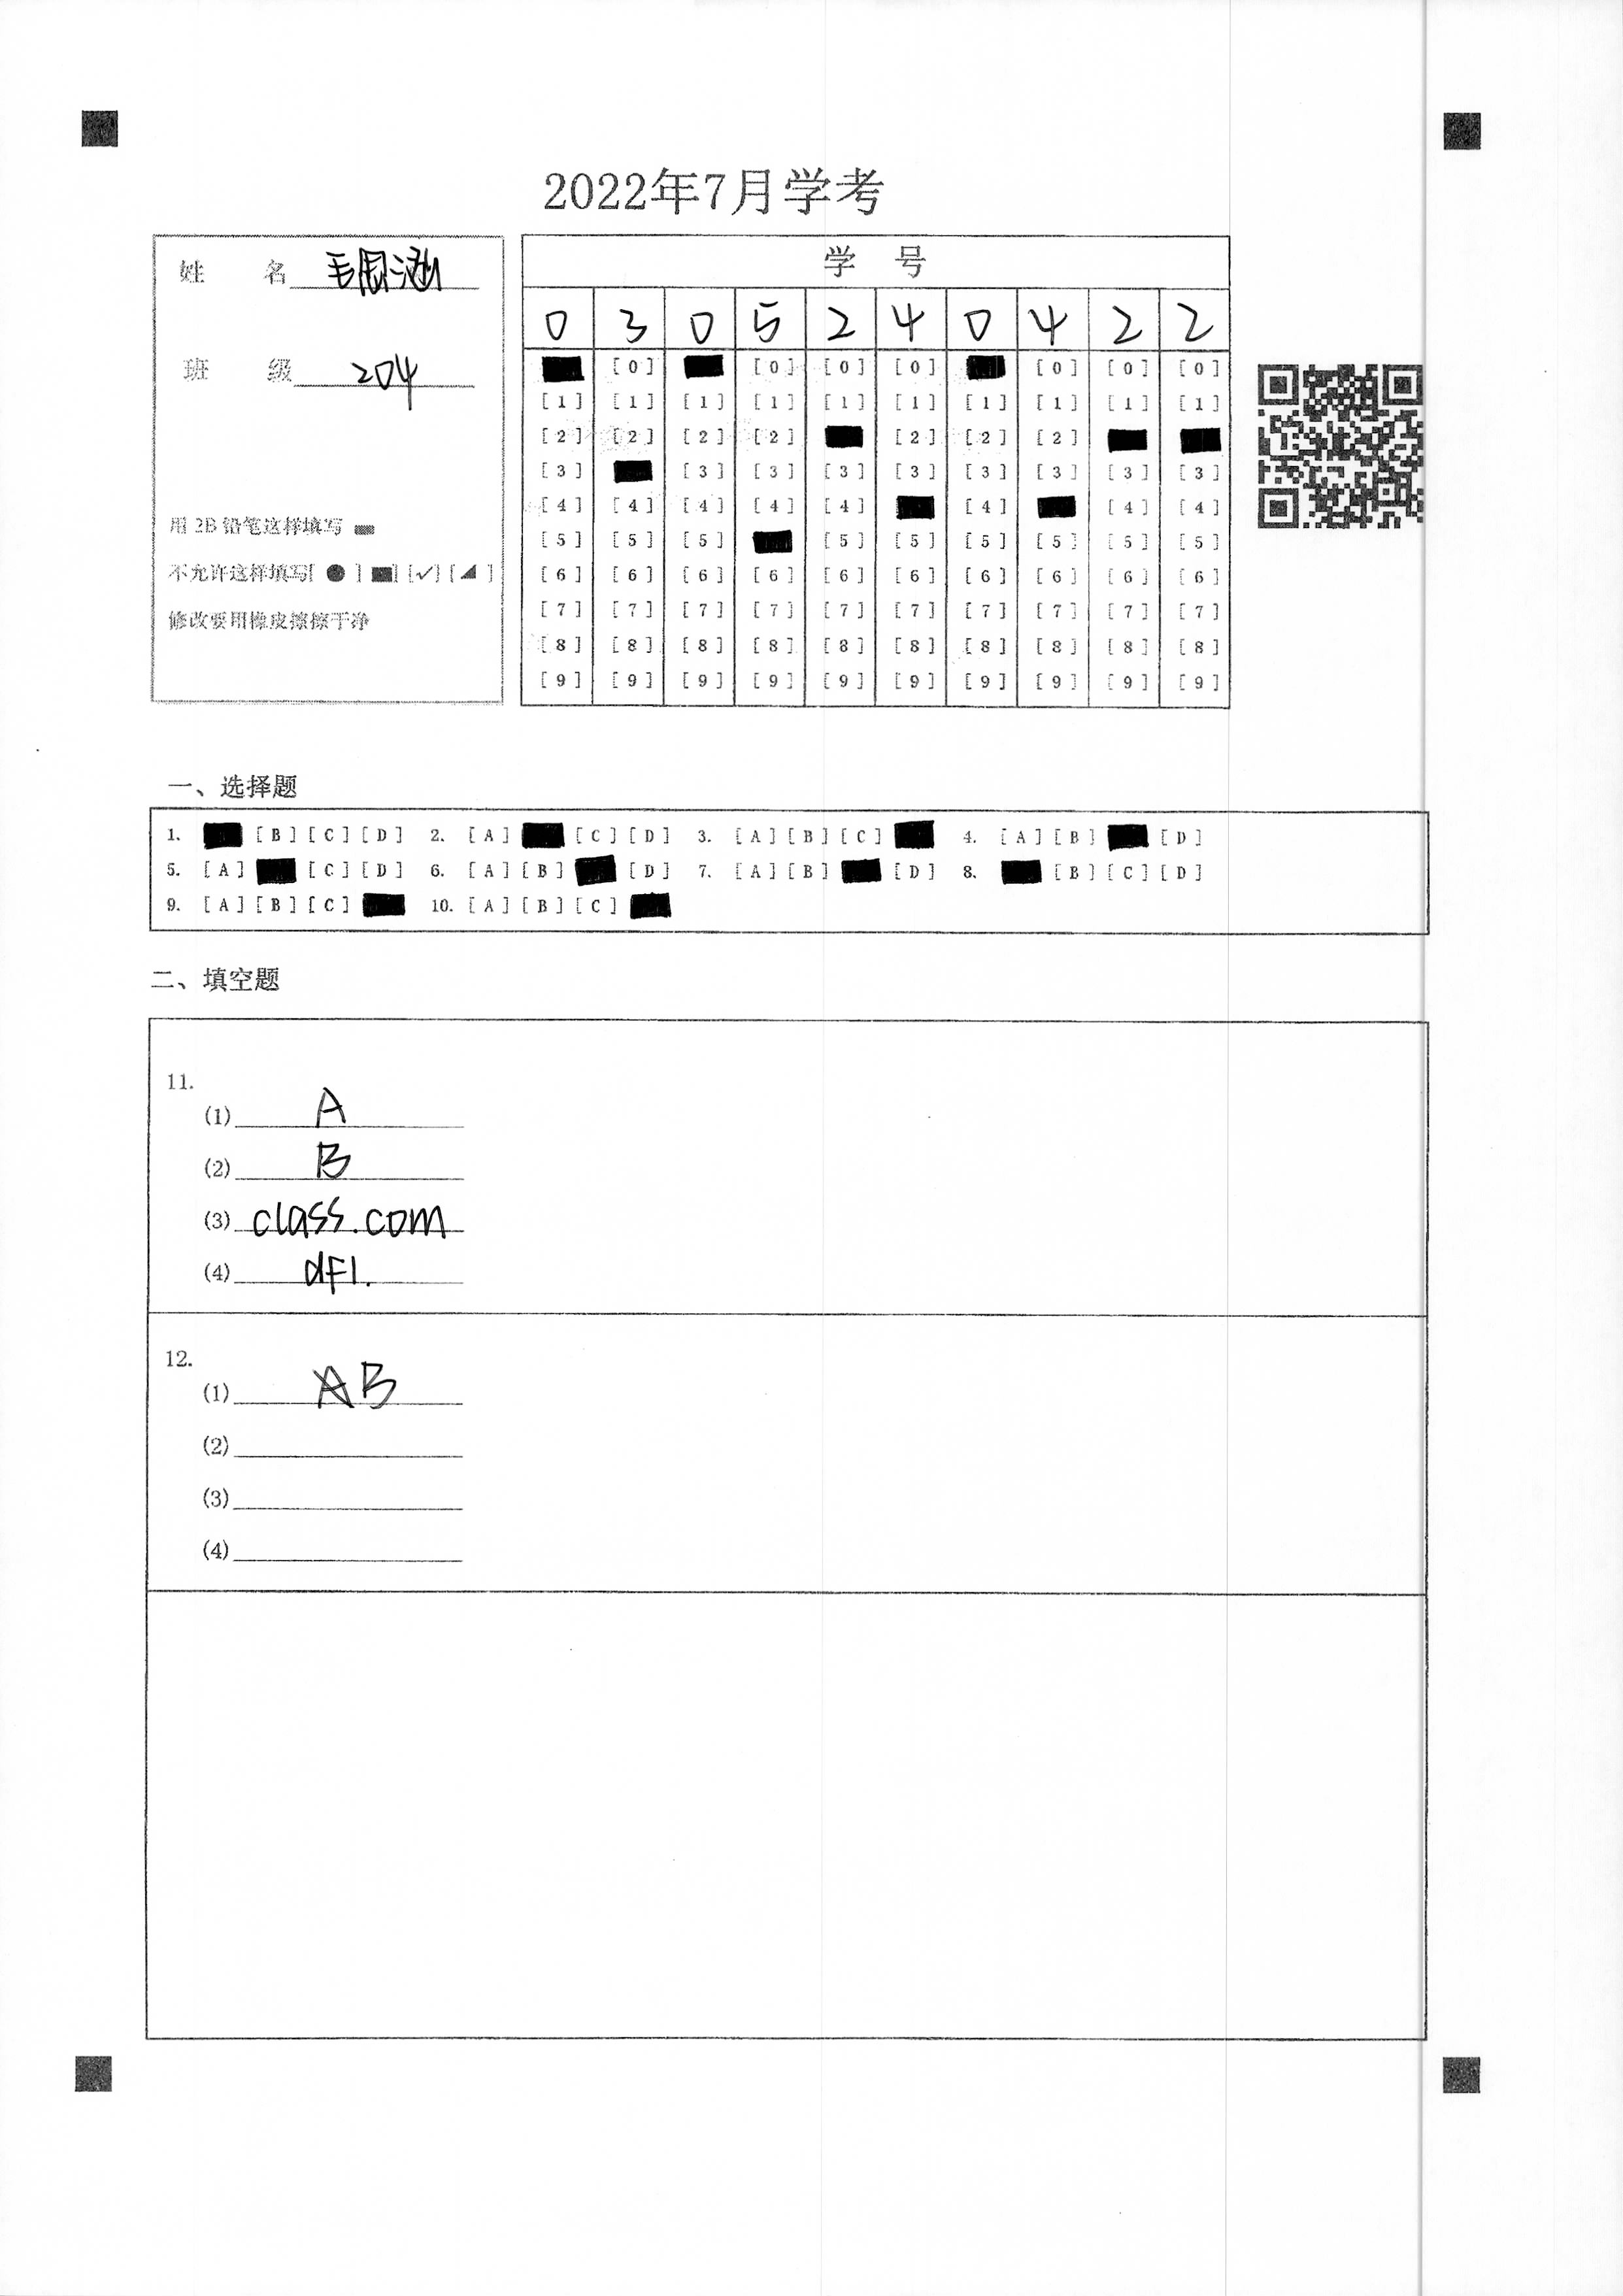 2022年7月学考
姓 名 毛周涵
班 级 204
用 2B 铅笔这样填写
不允许这样填写[ ● ] [■] [✓] [◢ ]
修改要用橡皮擦擦干净
学 号
0 3 0 5 2 4 0 4 2 2
[0] [0] [0] [0] [0] [0] [0]
[1] [1] [1] [1] [1] [1] [1] [1] [1] [1]
[2] [2] [2] [2] [2] [2] [2]
[3] [3] [3] [3] [3] [3] [3] [3] [3]
[4] [4] [4] [4] [4] [4] [4] [4]
[5] [5] [5] [5] [5] [5] [5] [5] [5]
[6] [6] [6] [6] [6] [6] [6] [6] [6] [6]
[7] [7] [7] [7] [7] [7] [7] [7] [7] [7]
[8] [8] [8] [8] [8] [8] [8] [8] [8] [8]
[9] [9] [9] [9] [9] [9] [9] [9] [9] [9]
一、选择题
1. [B] [C] [D] 2. [A] [C] [D] 3. [A] [B] [C] 4. [A] [B] [D]
5. [A] [C] [D] 6. [A] [B] [D] 7. [A] [B] [D] 8. [B] [C] [D]
9. [A] [B] [C] 10. [A] [B] [C]
二、填空题
11.
(1) A
(2) B
(3) class.com
(4) df1.
12.
(1) AB
(2)
(3)
(4)